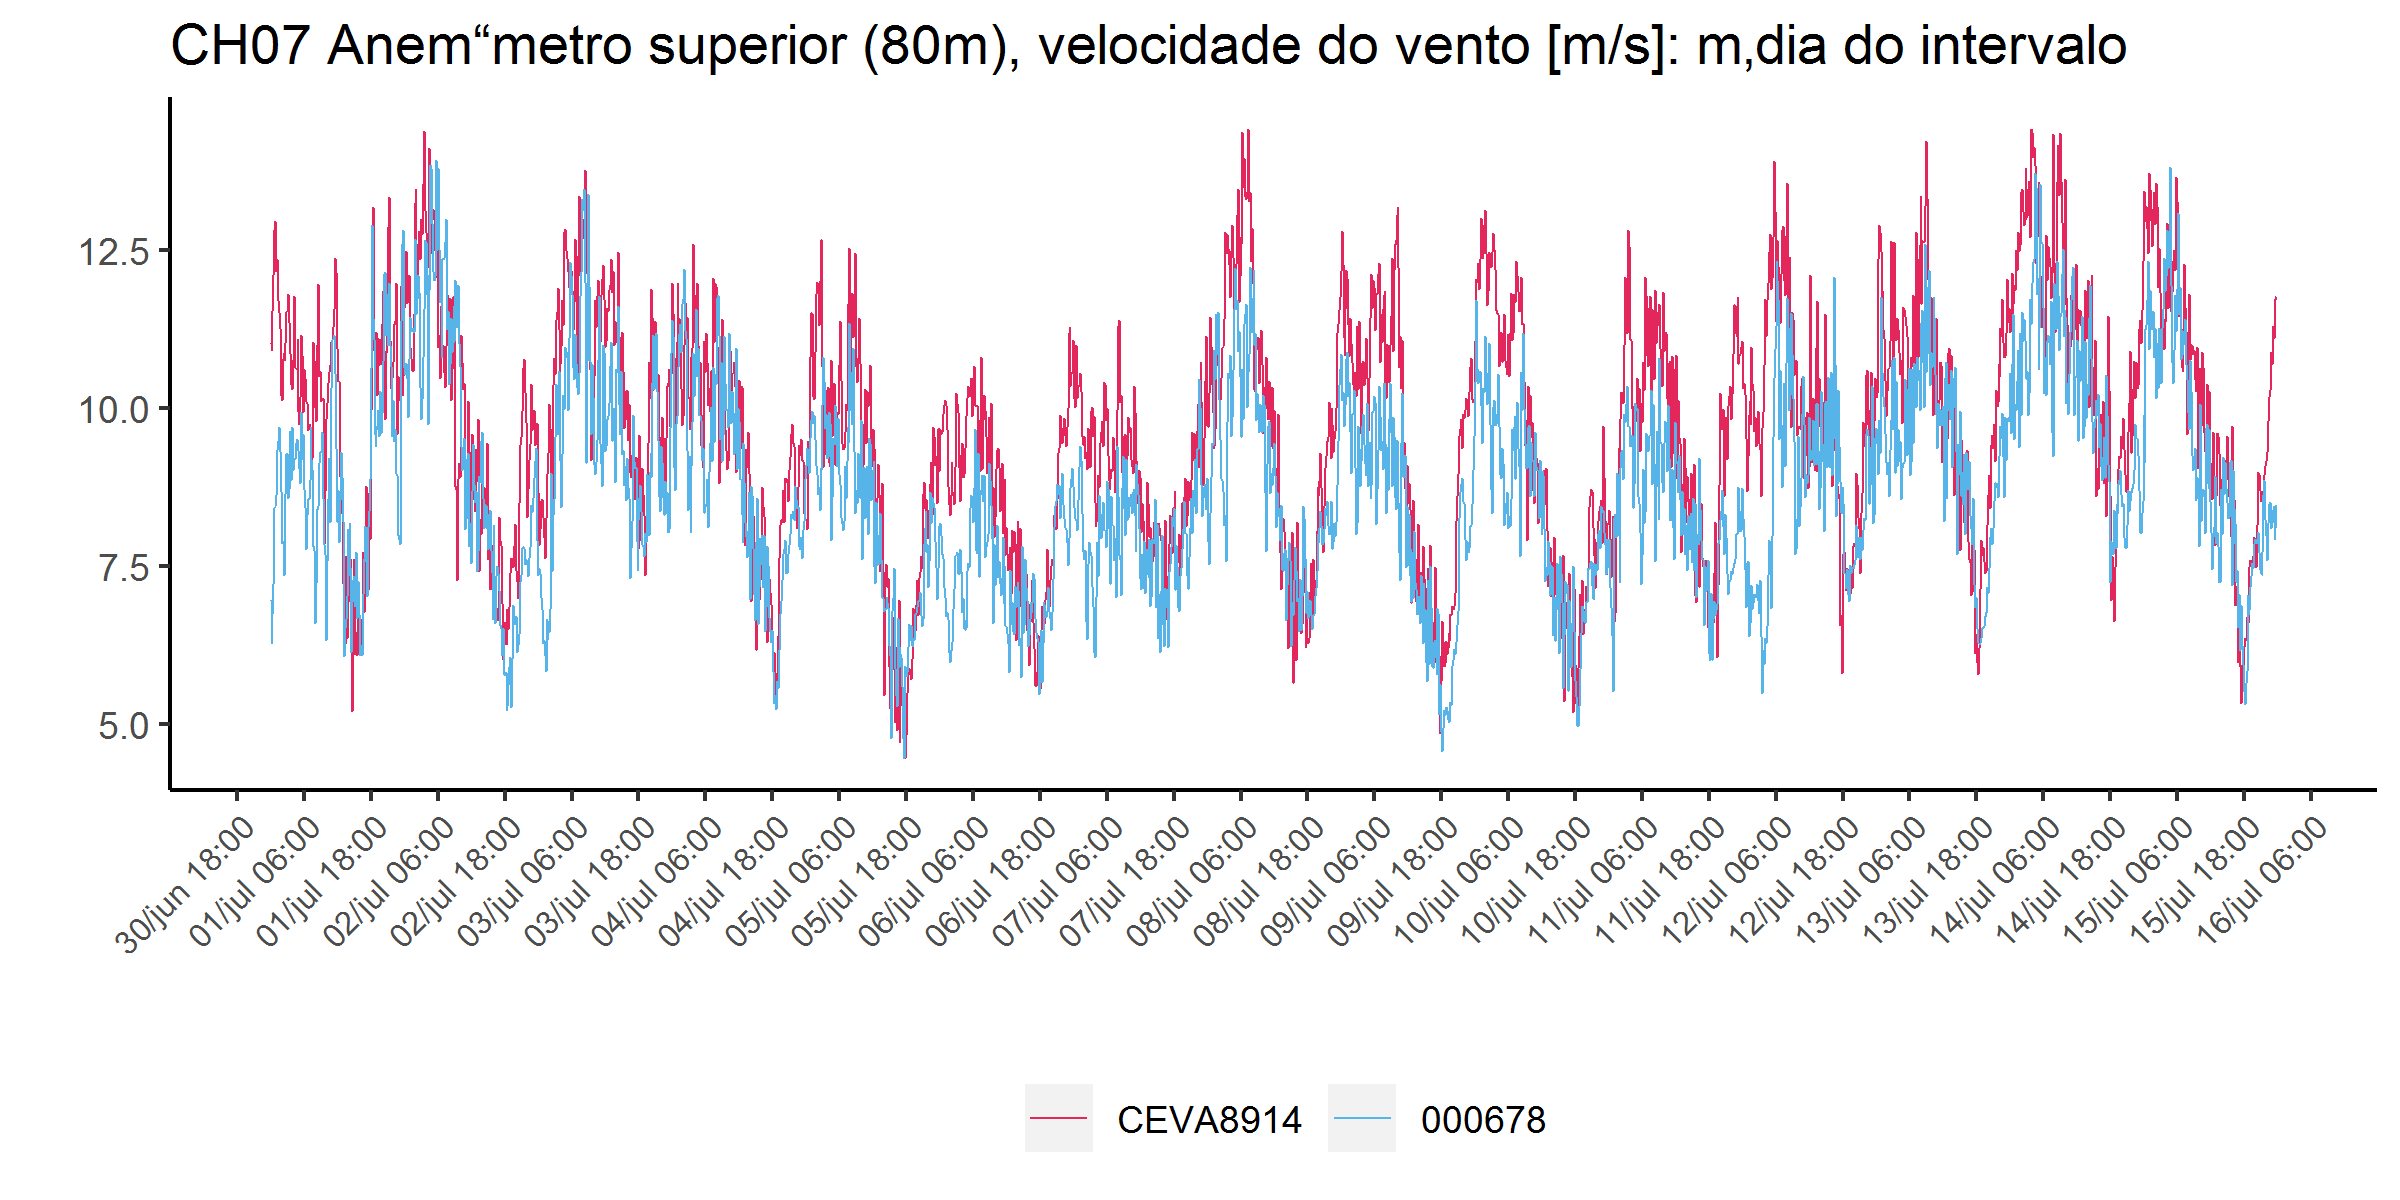 CH07 Anem“metro superior (80m), velocidade do vento [m/s]: m,dia do intervalo
12.5
10.0
7.5
5.0
30/jun 18:00
01/jul 06:00
01/jul 18:00
02/jul 06:00
02/jul 18:00
03/jul 06:00
03/jul 18:00
04/jul 06:00
04/jul 18:00
05/jul 06:00
05/jul 18:00
06/jul 06:00
06/jul 18:00
07/jul 06:00
07/jul 18:00
08/jul 06:00
08/jul 18:00
09/jul 06:00
09/jul 18:00
10/jul 06:00
10/jul 18:00
11/jul 06:00
11/jul 18:00
12/jul 06:00
12/jul 18:00
13/jul 06:00
13/jul 18:00
14/jul 06:00
14/jul 18:00
15/jul 06:00
15/jul 18:00
16/jul 06:00
CEVA8914 000678